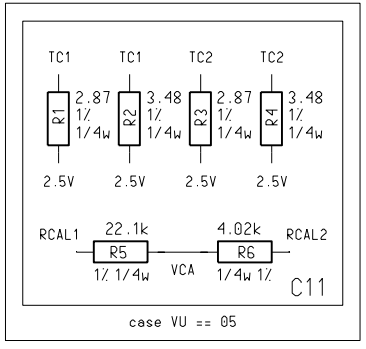 TC1 TC1 TC2 TC2
R1 2.87 1% 1/4w R2 3.48 1% 1/4w R3 2.87 1% 1/4w R4 3.48 1% 1/4w
2.5V 2.5V 2.5V 2.5V
22.1k 4.02k
RCAL1 R5 R6 RCAL2
1% 1/4w VCA 1/4w 1%
C11
case VU == 05